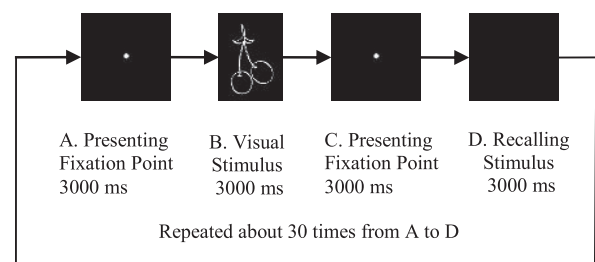 A. Presenting
Fixation Point
3000 ms
B. Visual
Stimulus
3000 ms
C. Presenting
Fixation Point
3000 ms
D. Recalling
Stimulus
3000 ms
Repeated about 30 times from A to D